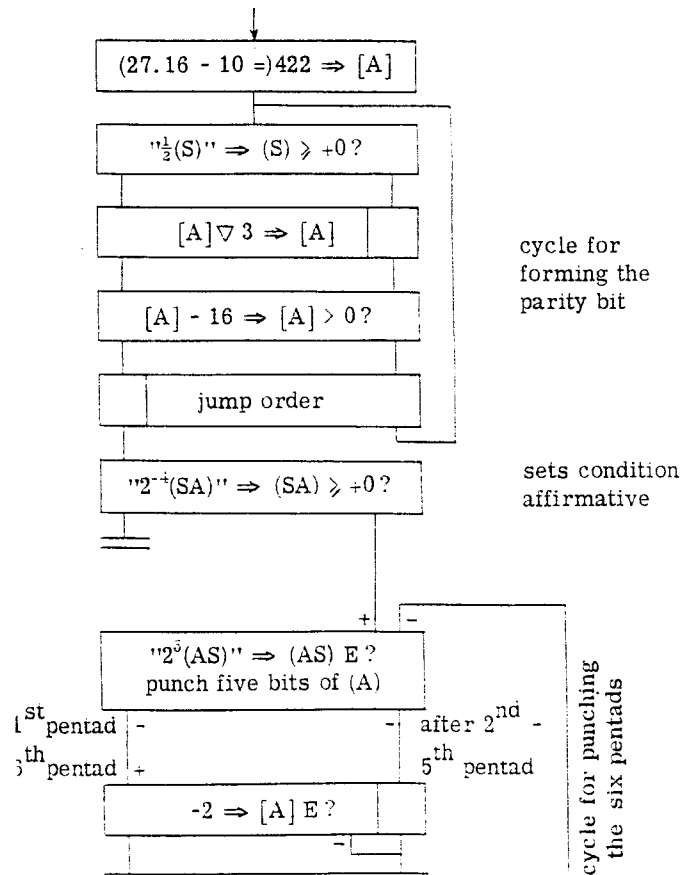 (27.16 - 10 =)422 ⇒ [A]
"½(S)" ⇒ (S) ⩾ +0?
[A] ∇ 3 ⇒ [A]
cycle for
forming the
parity bit
[A] - 16 ⇒ [A] > 0?
jump order
"2⁻⁴(SA)" ⇒ (SA) ⩾ +0?
sets condition
affirmative
+ -
"2⁵(AS)" ⇒ (AS) E?
punch five bits of (A)
1st pentad - - after 2nd -
6th pentad + 5th pentad
-2 ⇒ [A] E?
-
cycle for punching
the six pentads